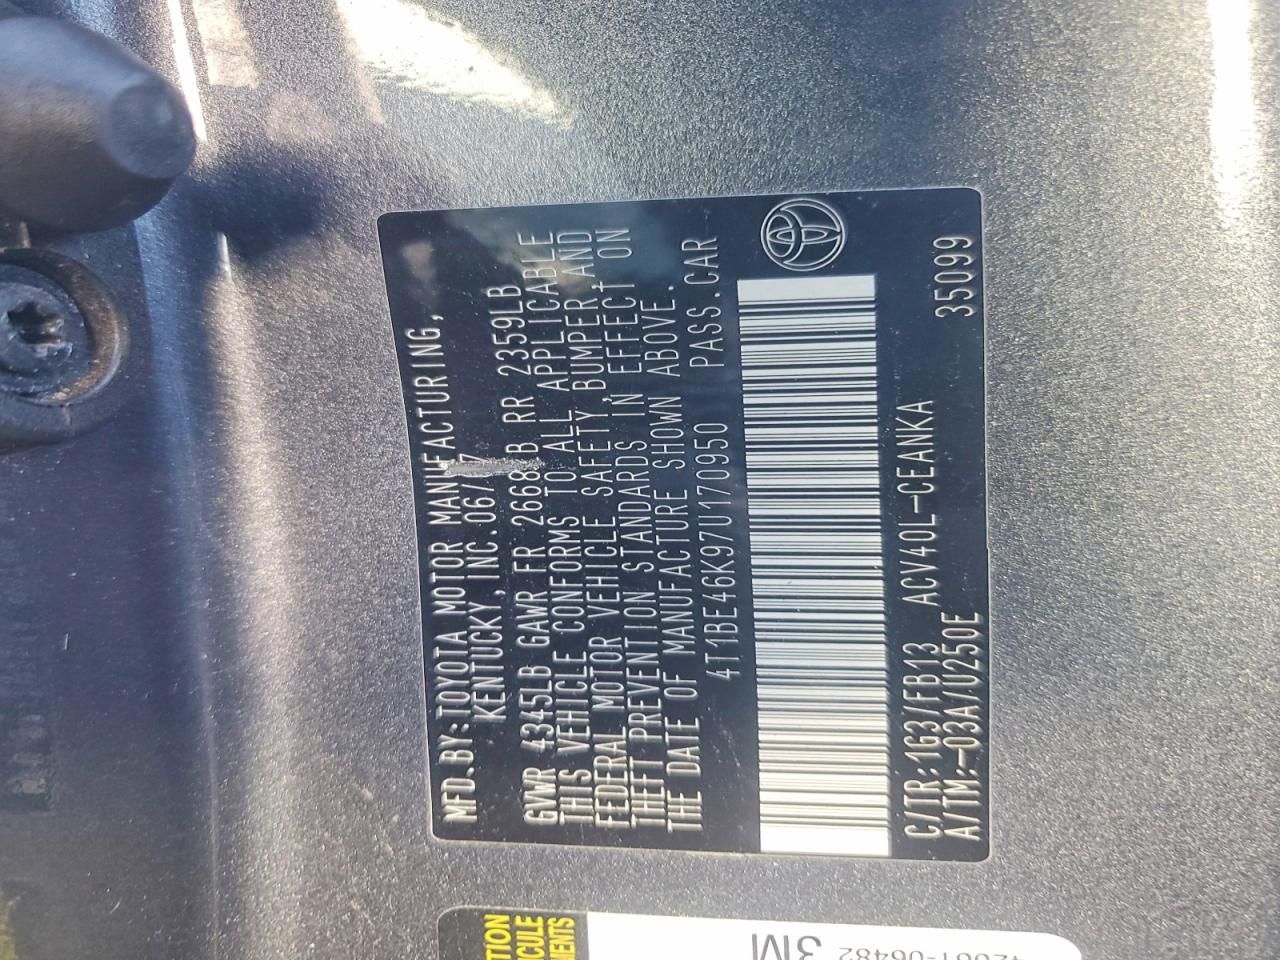 MFD.BY:TOYOTA MOTOR MANUFACTURING,
KENTUCKY, INC.
GVWR 4345LB GAWR FR 2668LB RR 2359LB
THIS VEHICLE CONFORMS TO ALL APPLICABLE
FEDERAL MOTOR VEHICLE SAFETY,BUMPER,AND
THEFT PREVENTION STANDARDS IN EFFECT ON
THE DATE OF MANUFACTURE SHOWN ABOVE.
4T1BE46K97U170950 PASS.CAR
C/TR:1G3/FB13 ACV40L-CEANKA 35099
A/TM:-03A/U250E
3M